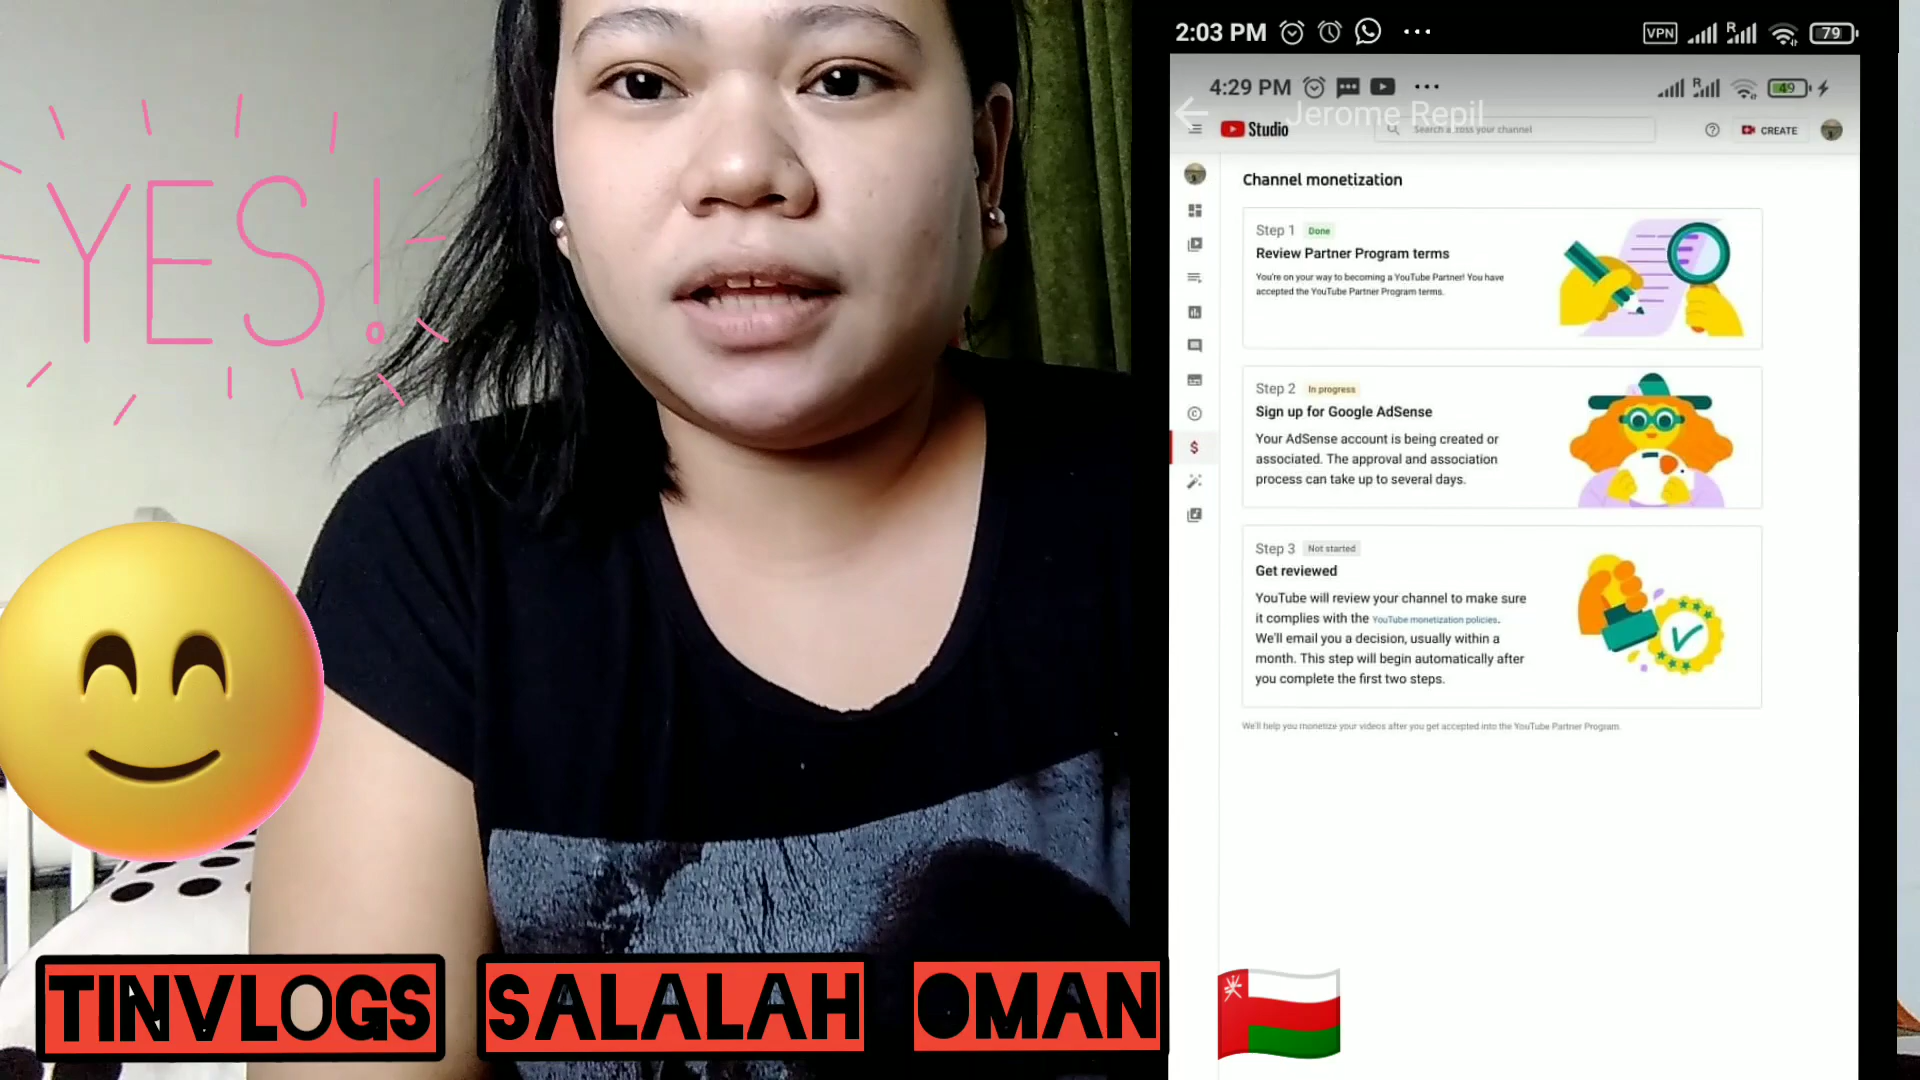 YES!
TINVLOGS SALALAH OMAN
2:03 PM
VPN
R
79
4:29 PM
R
49
Jerome Repil
Studio
Search across your channel
CREATE
Channel monetization
Step 1 Done
Review Partner Program terms
You're on your way to becoming a YouTube Partner! You have
accepted the YouTube Partner Program terms.
Step 2 In progress
Sign up for Google AdSense
Your AdSense account is being created or
associated. The approval and association
process can take up to several days.
Step 3 Not started
Get reviewed
YouTube will review your channel to make sure
it complies with the YouTube monetization policies.
We'll email you a decision, usually within a
month. This step will begin automatically after
you complete the first two steps.
We'll help you monetize your videos after you get accepted into the YouTube Partner Program.